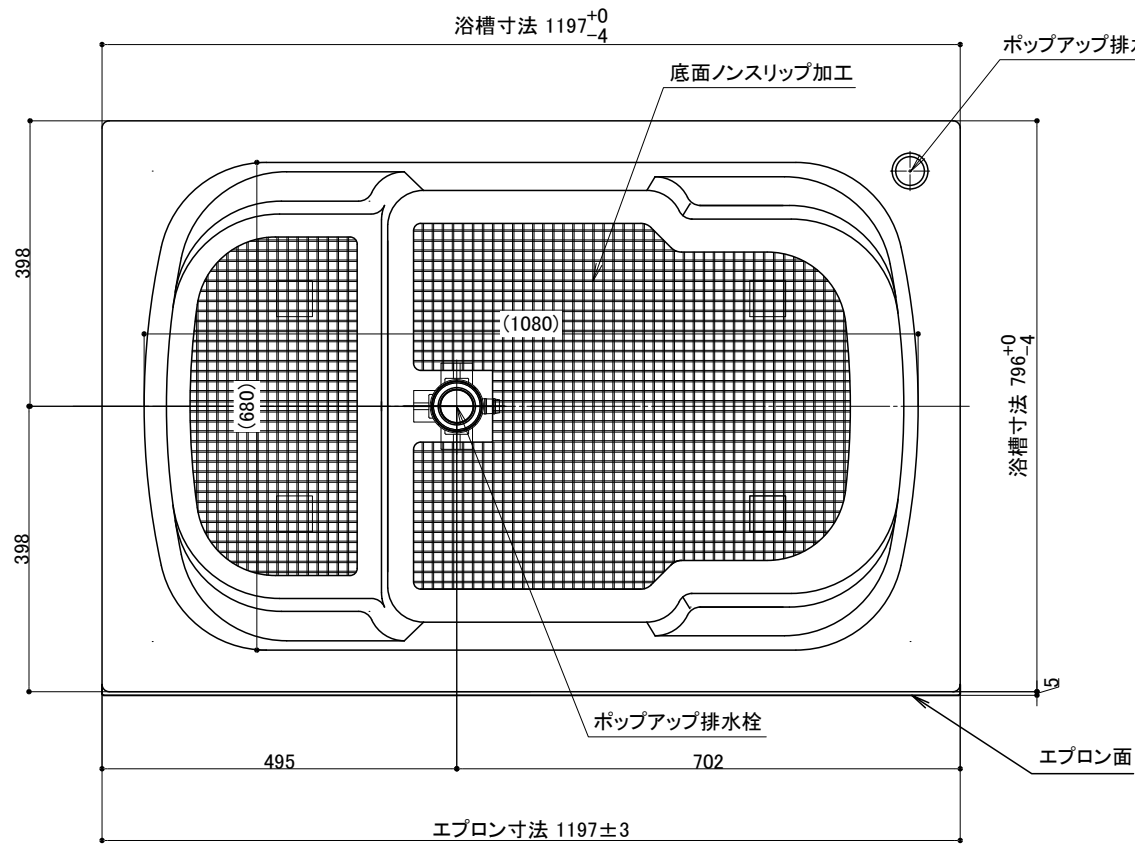 浴槽寸法 1197 +0 -4
ポップアップ排
底面ノンスリップ加工
398
(1080)
(680)
浴槽寸法 796 +0 -4
398
5
ポップアップ排水栓
495
702
エプロン面
エプロン寸法 1197±3